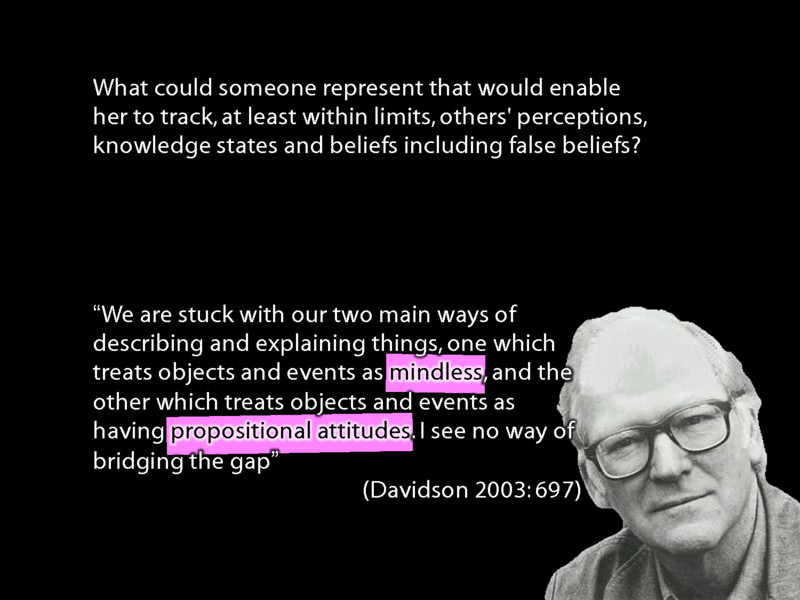 What could someone represent that would enable
her to track, at least within limits, others' perceptions,
knowledge states and beliefs including false beliefs?
“We are stuck with our two main ways of
describing and explaining things, one which
treats objects and events as mindless, and the
other which treats objects and events as
having propositional attitudes. I see no way of
bridging the gap”
(Davidson 2003: 697)